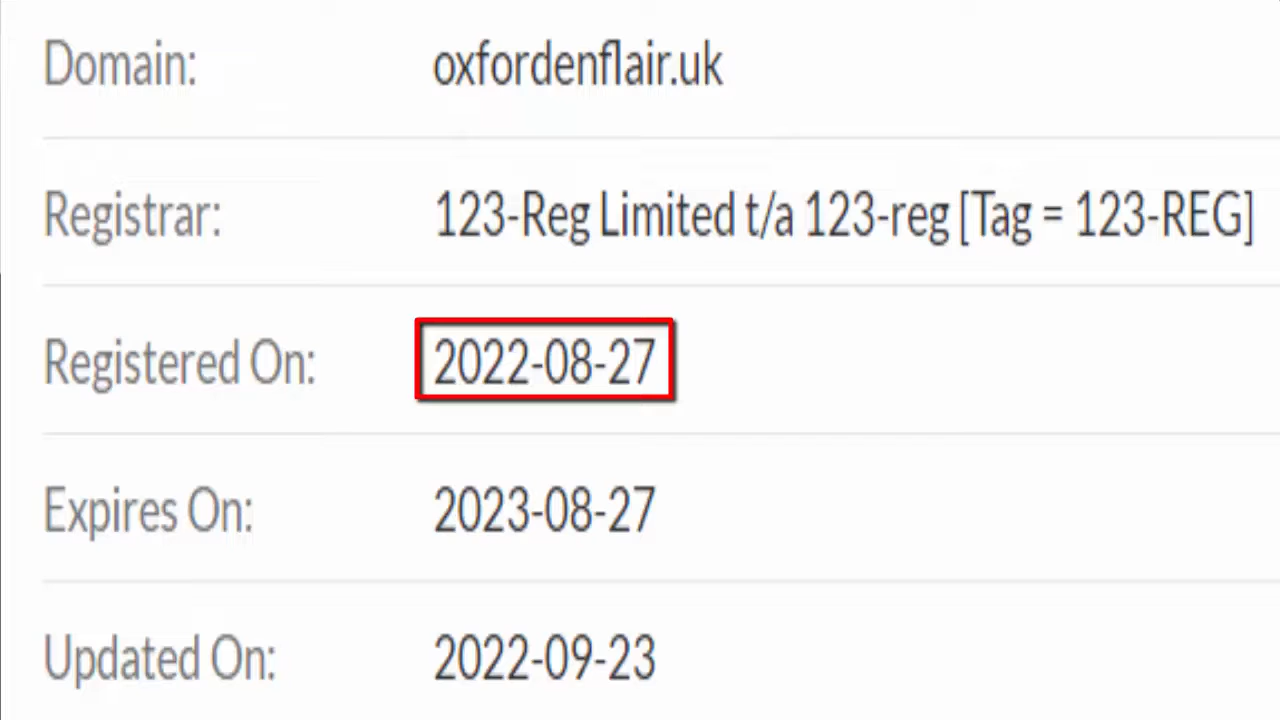 Domain: oxfordenflair.uk
Registrar: 123-Reg Limited t/a 123-reg [Tag = 123-REG]
Registered On: 2022-08-27
Expires On: 2023-08-27
Updated On: 2022-09-23